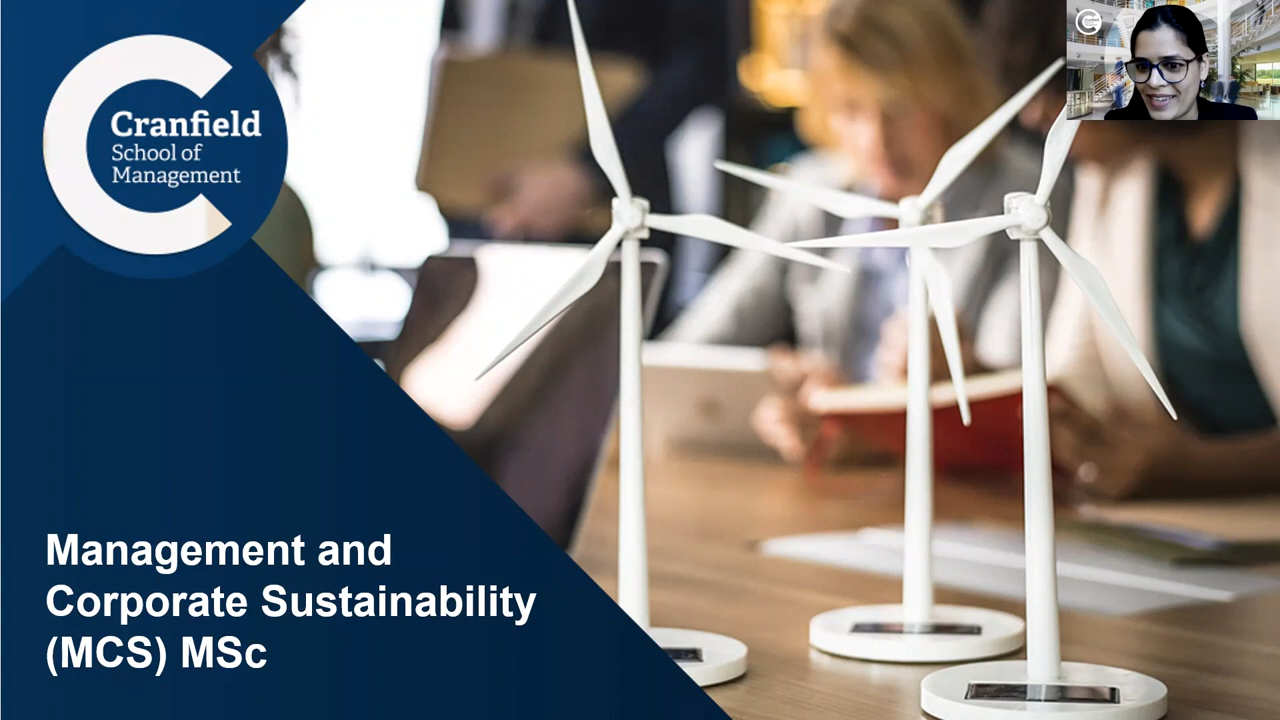 Cranfield
School of
Management
Management and
Corporate Sustainability
(MCS) MSc